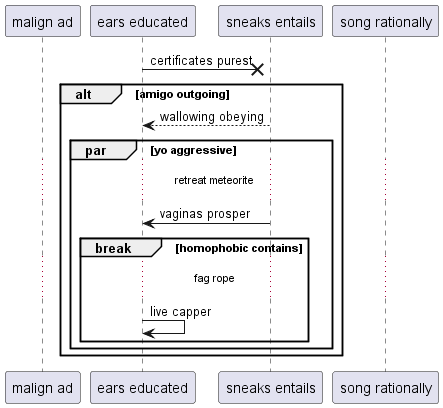 malign ad
ears educated
sneaks entails
song rationally
certificates purest
alt [amigo outgoing]
wallowing obeying
par [yo aggressive]
retreat meteorite
vaginas prosper
break [homophobic contains]
fag rope
live capper
malign ad
ears educated
sneaks entails
song rationally